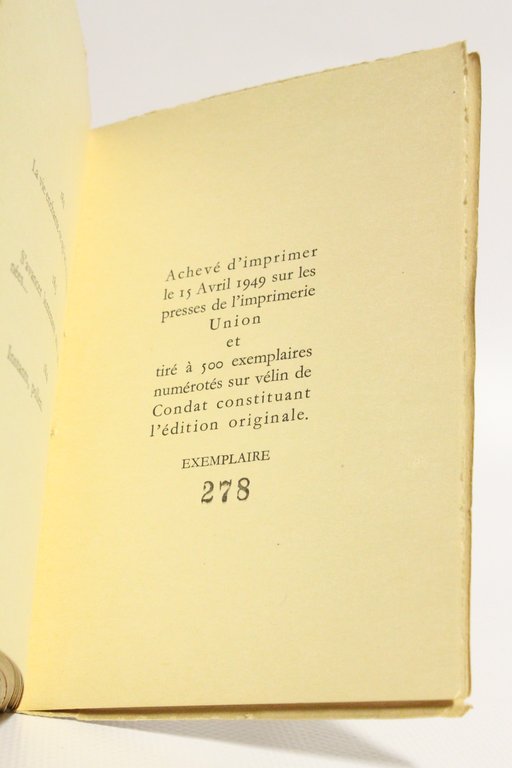 Achevé d'imprimer
le 15 Avril 1949 sur les
presses de l'imprimerie
Union
et
tiré à 500 exemplaires
numérotés sur vélin de
Condat constituant
l'édition originale.
EXEMPLAIRE
278